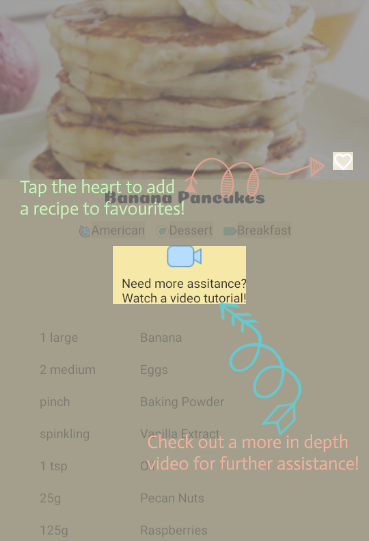 Tap the heart to add
a recipe to favourites!
Banana Pancakes
American Dessert Breakfast
Need more assitance?
Watch a video tutorial!
1 large Banana
2 medium Eggs
pinch Baking Powder
spinkling Vanilla Extract
Check out a more in depth
video for further assistance!
1 tsp
25g Pecan Nuts
125g Raspberries